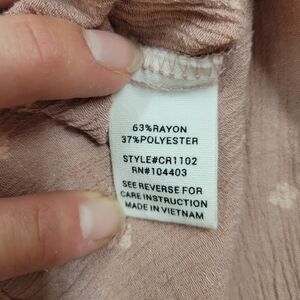 63%RAYON
37%POLYESTER
STYLE#CR1102
RN#104403
SEE REVERSE FOR
CARE INSTRUCTION
MADE IN VIETNAM